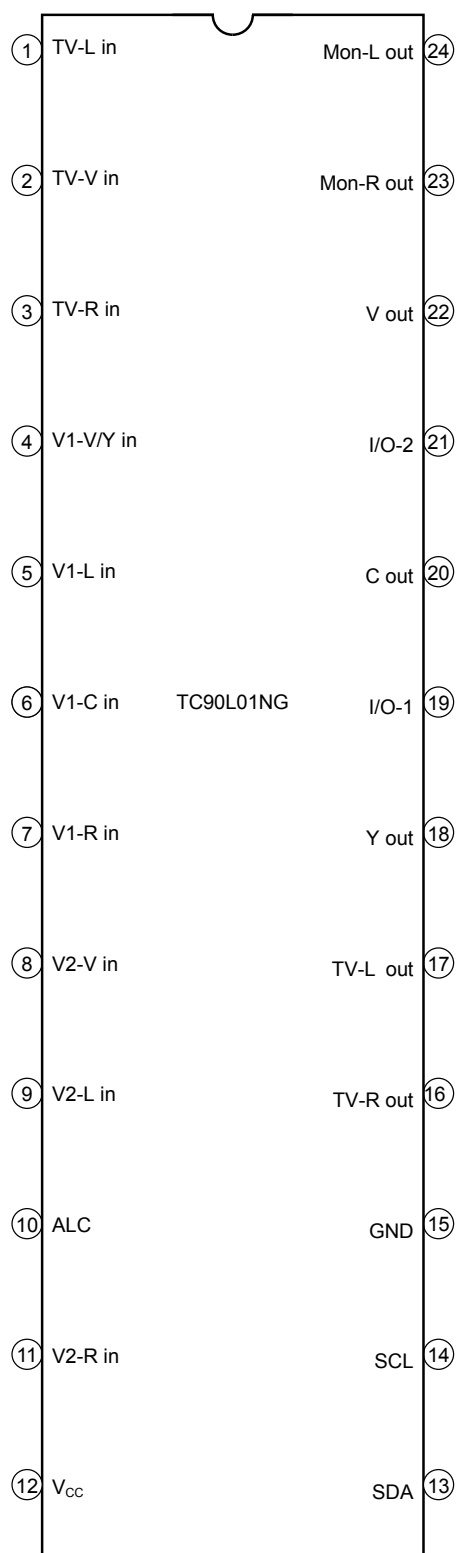 1 TV-L in Mon-L out 24
2 TV-V in Mon-R out 23
3 TV-R in V out 22
4 V1-V/Y in I/O-2 21
5 V1-L in C out 20
6 V1-C in TC90L01NG I/O-1 19
7 V1-R in Y out 18
8 V2-V in TV-L out 17
9 V2-L in TV-R out 16
10 ALC GND 15
11 V2-R in SCL 14
12 VCC SDA 13